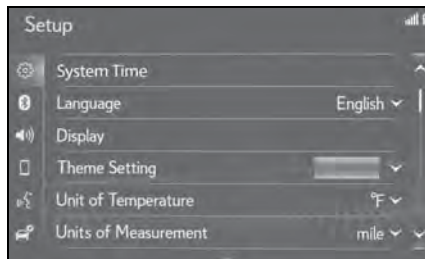 Setup
System Time
Language English
Display
Theme Setting
Unit of Temperature °F
Units of Measurement mile